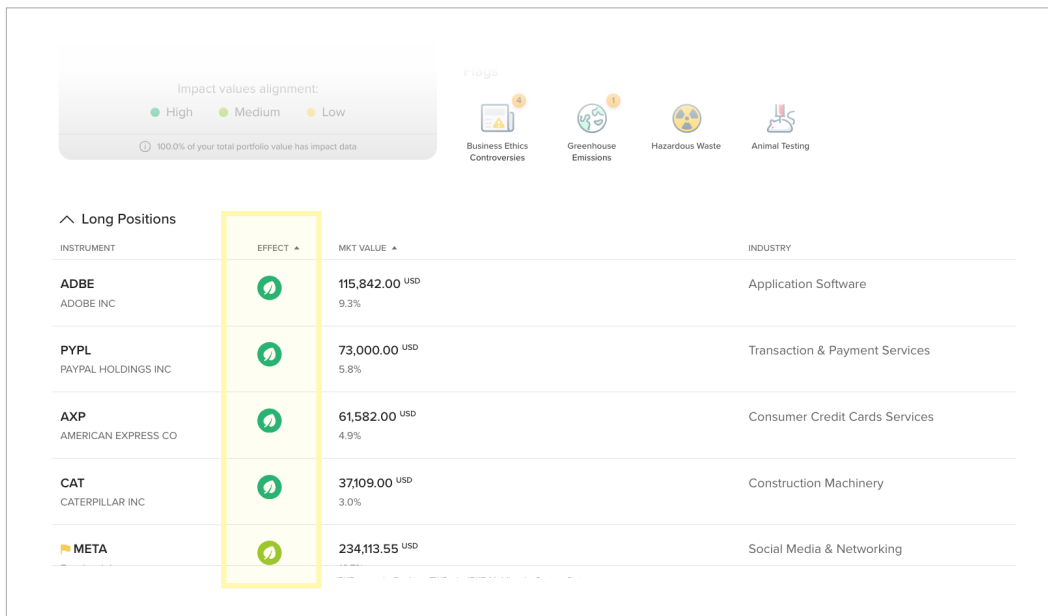 Flags
Impact values alignment:
High Medium Low
100.0% of your total portfolio value has impact data
4
1
Business Ethics
Controversies
Greenhouse
Emissions
Hazardous Waste
Animal Testing
Long Positions
INSTRUMENT EFFECT MKT VALUE INDUSTRY
ADBE 115,842.00 USD Application Software
ADOBE INC 9.3%
PYPL 73,000.00 USD Transaction & Payment Services
PAYPAL HOLDINGS INC 5.8%
AXP 61,582.00 USD Consumer Credit Cards Services
AMERICAN EXPRESS CO 4.9%
CAT 37,109.00 USD Construction Machinery
CATERPILLAR INC 3.0%
META 234,113.55 USD Social Media & Networking